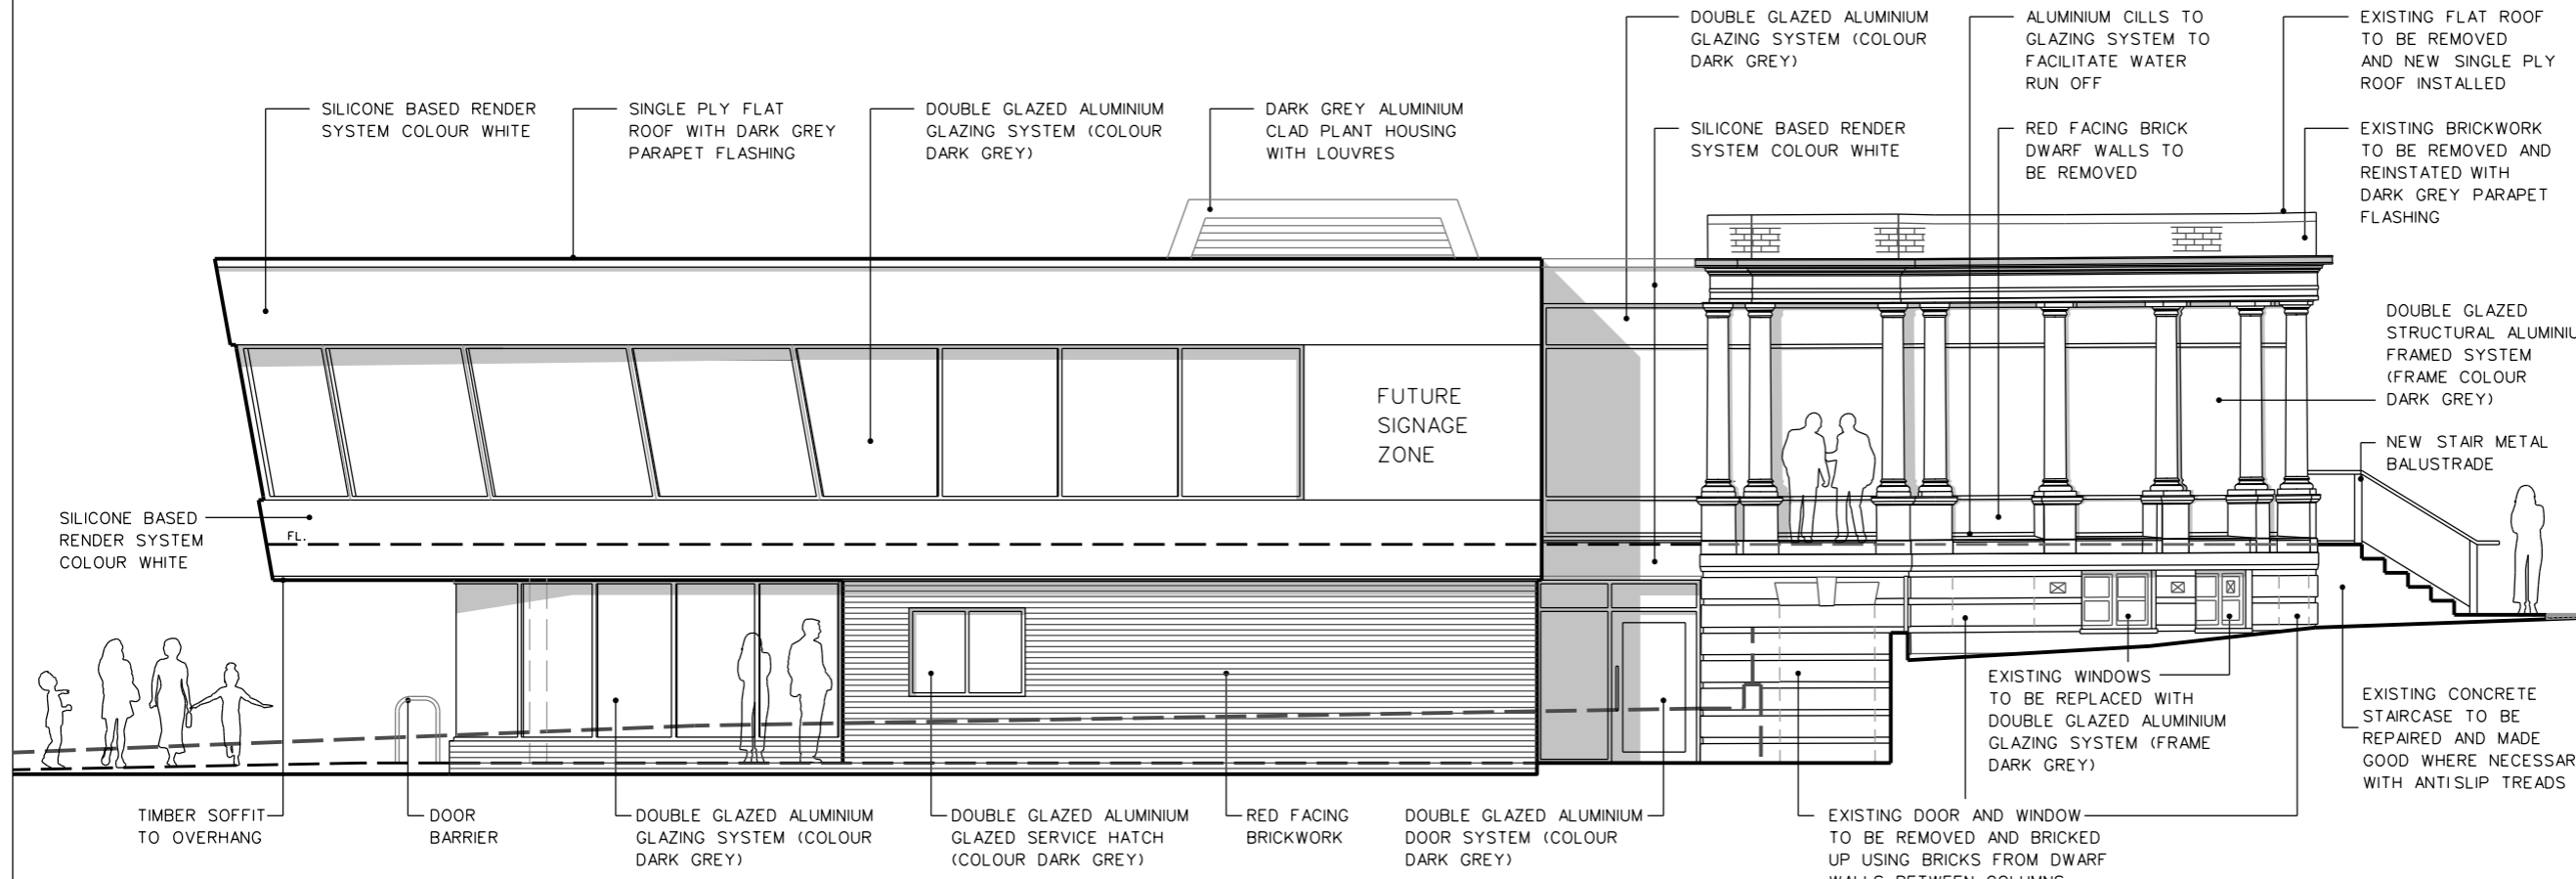 DOUBLE GLAZED ALUMINIUM
GLAZING SYSTEM (COLOUR
DARK GREY)
ALUMINIUM CILLS TO
GLAZING SYSTEM TO
FACILITATE WATER
RUN OFF
EXISTING FLAT ROOF
TO BE REMOVED
AND NEW SINGLE PLY
ROOF INSTALLED
SILICONE BASED RENDER
SYSTEM COLOUR WHITE
SINGLE PLY FLAT
ROOF WITH DARK GREY
PARAPET FLASHING
DOUBLE GLAZED ALUMINIUM
GLAZING SYSTEM (COLOUR
DARK GREY)
DARK GREY ALUMINIUM
CLAD PLANT HOUSING
WITH LOUVRES
SILICONE BASED RENDER
SYSTEM COLOUR WHITE
RED FACING BRICK
DWARF WALLS TO
BE REMOVED
EXISTING BRICKWORK
TO BE REMOVED AND
REINSTATED WITH
DARK GREY PARAPET
FLASHING
DOUBLE GLAZED
STRUCTURAL ALUMINIU
FRAMED SYSTEM
(FRAME COLOUR
DARK GREY)
FUTURE
SIGNAGE
ZONE
NEW STAIR METAL
BALUSTRADE
SILICONE BASED
RENDER SYSTEM
COLOUR WHITE
FL.
EXISTING WINDOWS
TO BE REPLACED WITH
DOUBLE GLAZED ALUMINIUM
GLAZING SYSTEM (FRAME
DARK GREY)
EXISTING CONCRETE
STAIRCASE TO BE
REPAIRED AND MADE
GOOD WHERE NECESSAR
WITH ANTISLIP TREADS
TIMBER SOFFIT
TO OVERHANG
DOOR
BARRIER
DOUBLE GLAZED ALUMINIUM
GLAZING SYSTEM (COLOUR
DARK GREY)
DOUBLE GLAZED ALUMINIUM
GLAZED SERVICE HATCH
(COLOUR DARK GREY)
RED FACING
BRICKWORK
DOUBLE GLAZED ALUMINIUM
DOOR SYSTEM (COLOUR
DARK GREY)
EXISTING DOOR AND WINDOW
TO BE REMOVED AND BRICKED
UP USING BRICKS FROM DWARF
WALLS BETWEEN COLUMNS